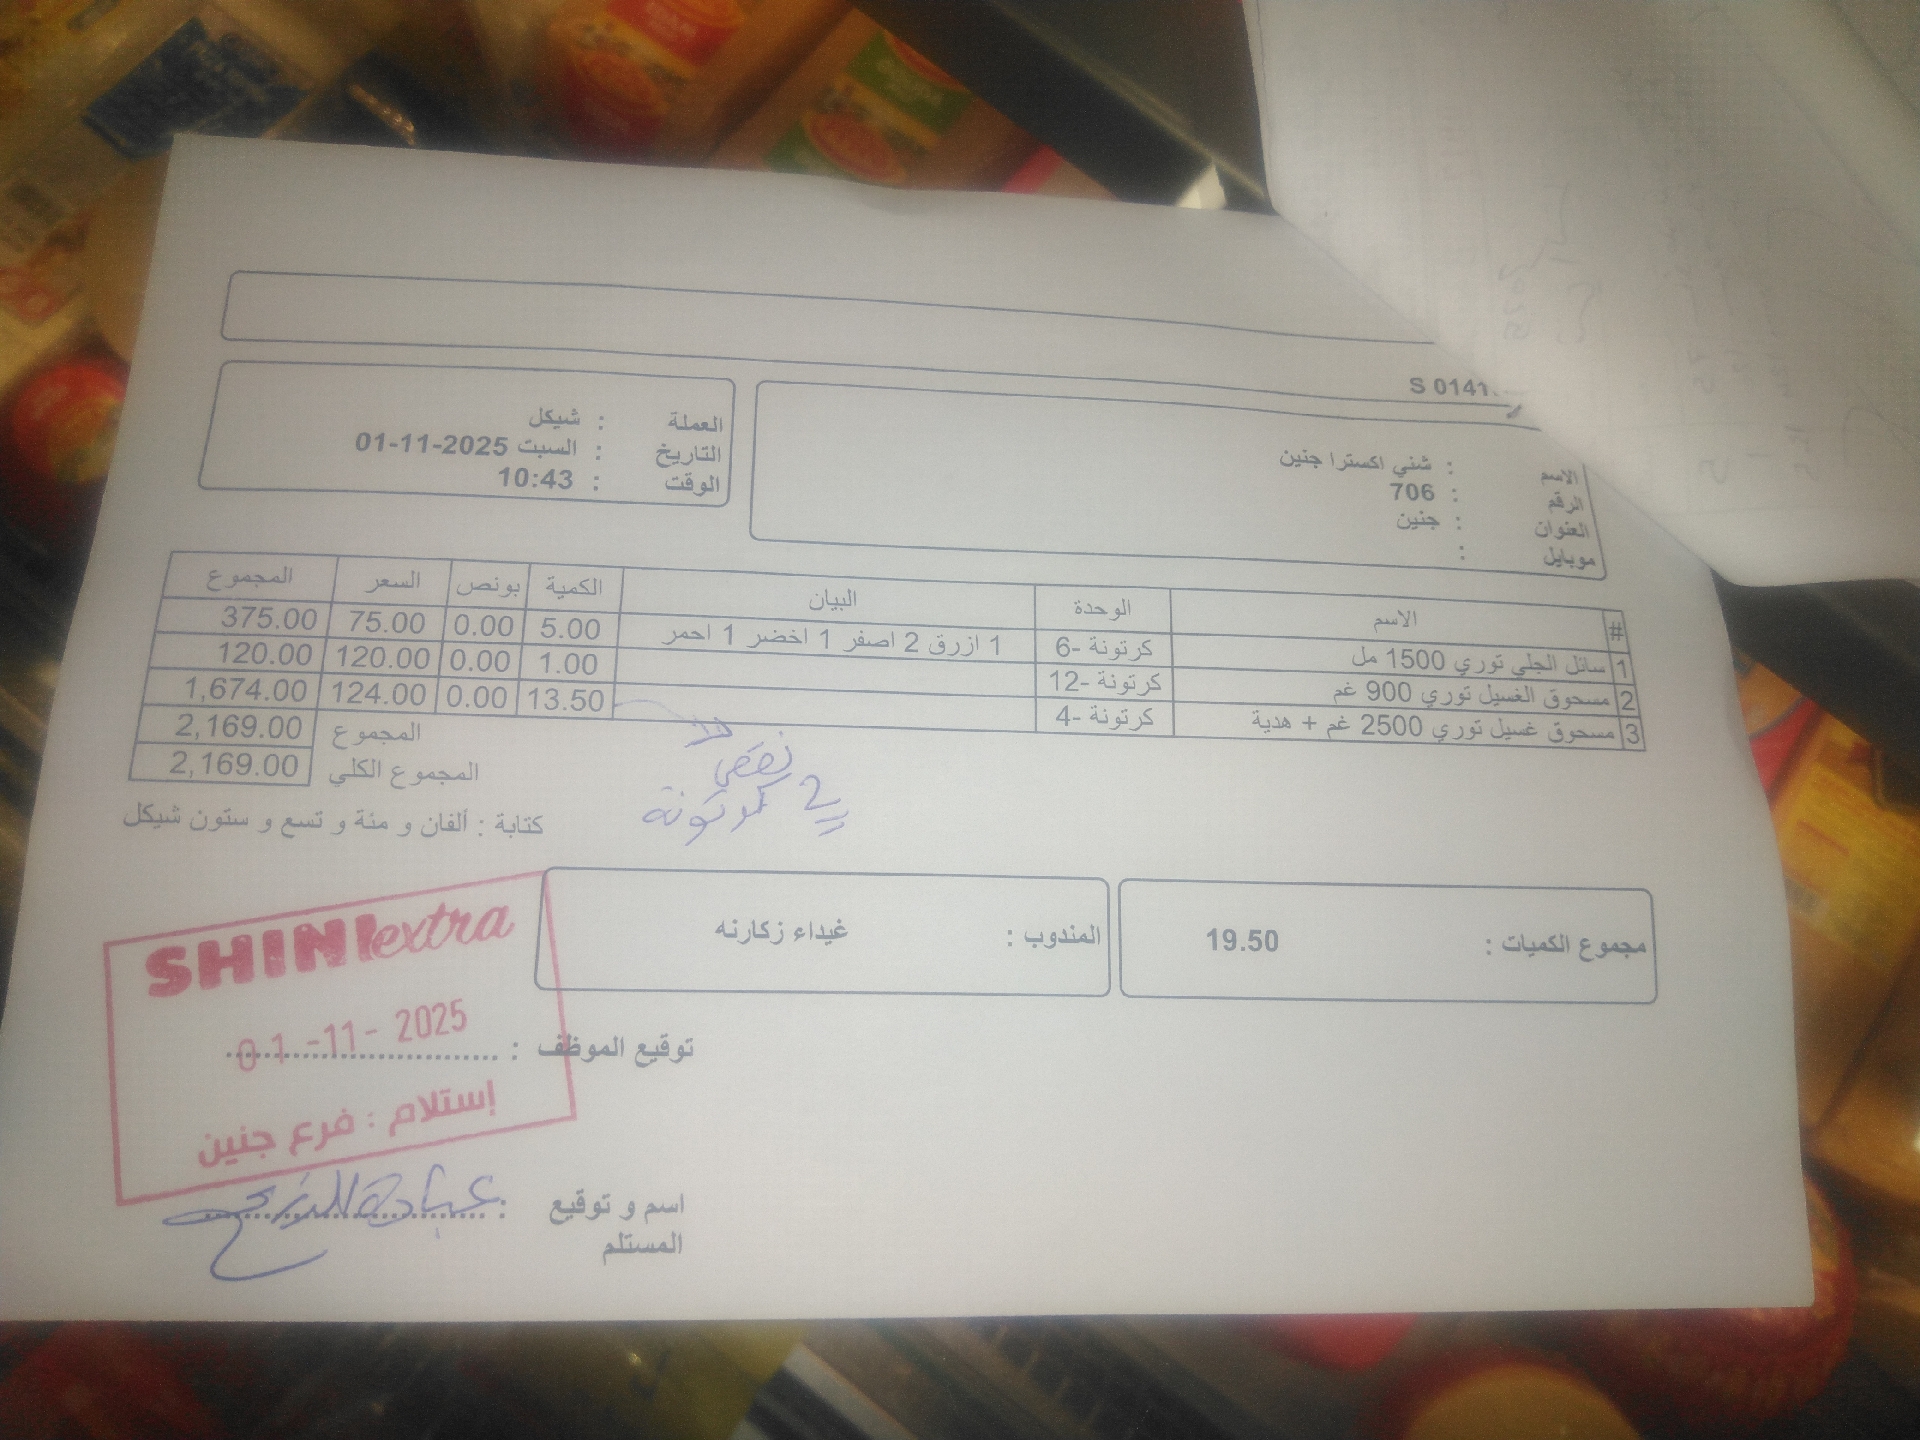 S 0141
الاسم : شني اكسترا جنين
الرقم : 706
العنوان : جنين
موبايل :
العملة : شيكل
التاريخ : السبت 01-11-2025
الوقت : 10:43
# الاسم الوحدة البيان الكمية بونص السعر المجموع
1 سائل الجلي توري 1500 مل كرتونة -6 1 ازرق 2 اصفر 1 اخضر 1 احمر 5.00 0.00 75.00 375.00
2 مسحوق الغسيل توري 900 غم كرتونة -12 1.00 0.00 120.00 120.00
3 مسحوق غسيل توري 2500 غم + هدية كرتونة -4 13.50 0.00 124.00 1,674.00
المجموع 2,169.00
المجموع الكلي 2,169.00
نقص
2 كرتونة
كتابة : ألفان و مئة و تسع و ستون شيكل
مجموع الكميات : 19.50
المندوب : غيداء زكارنه
SHINI extra
01-11-2025
توقيع الموظف :
إستلام : فرع جنين
اسم و توقيع :
المستلم